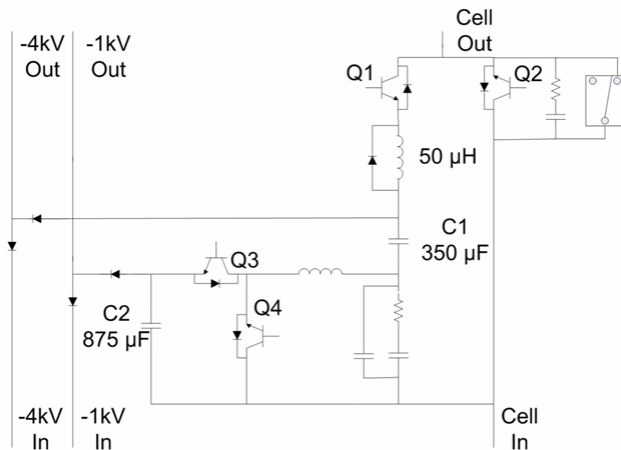 -4kV
Out
-1kV
Out
Cell
Out
Q1
Q2
50 µH
C1
350 µF
Q3
Q4
C2
875 µF
-4kV
In
-1kV
In
Cell
In